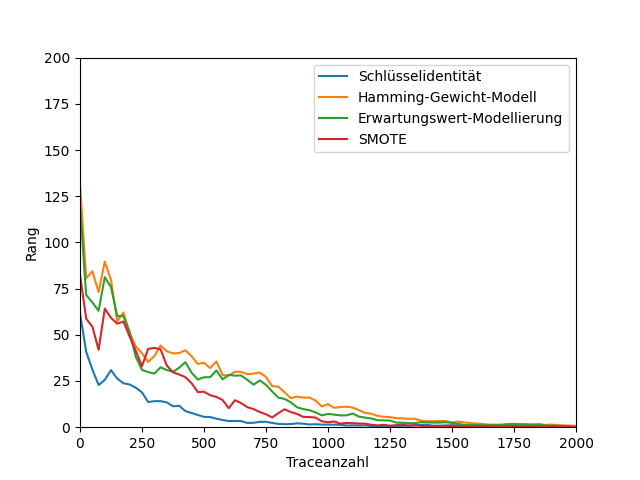 200
175
150
125
100
75
50
25
0
Rang
Schlüsselidentität
Hamming-Gewicht-Modell
Erwartungswert-Modellierung
SMOTE
0 250 500 750 1000 1250 1500 1750 2000
Traceanzahl